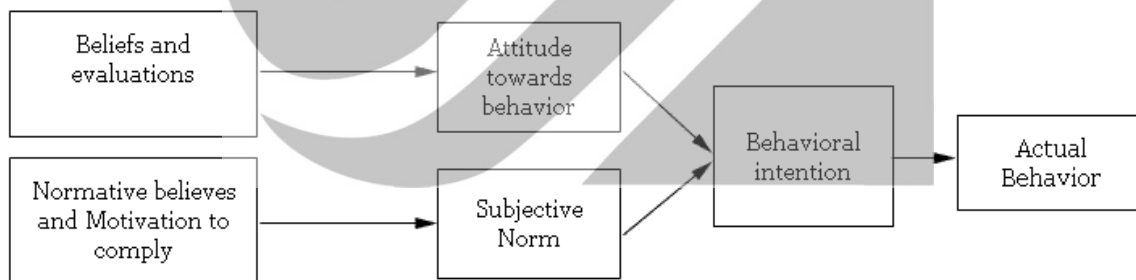 Beliefs and
evaluations
Attitude
towards
behavior
Behavioral
intention
Actual
Behavior
Normative believes
and Motivation to
comply
Subjective
Norm